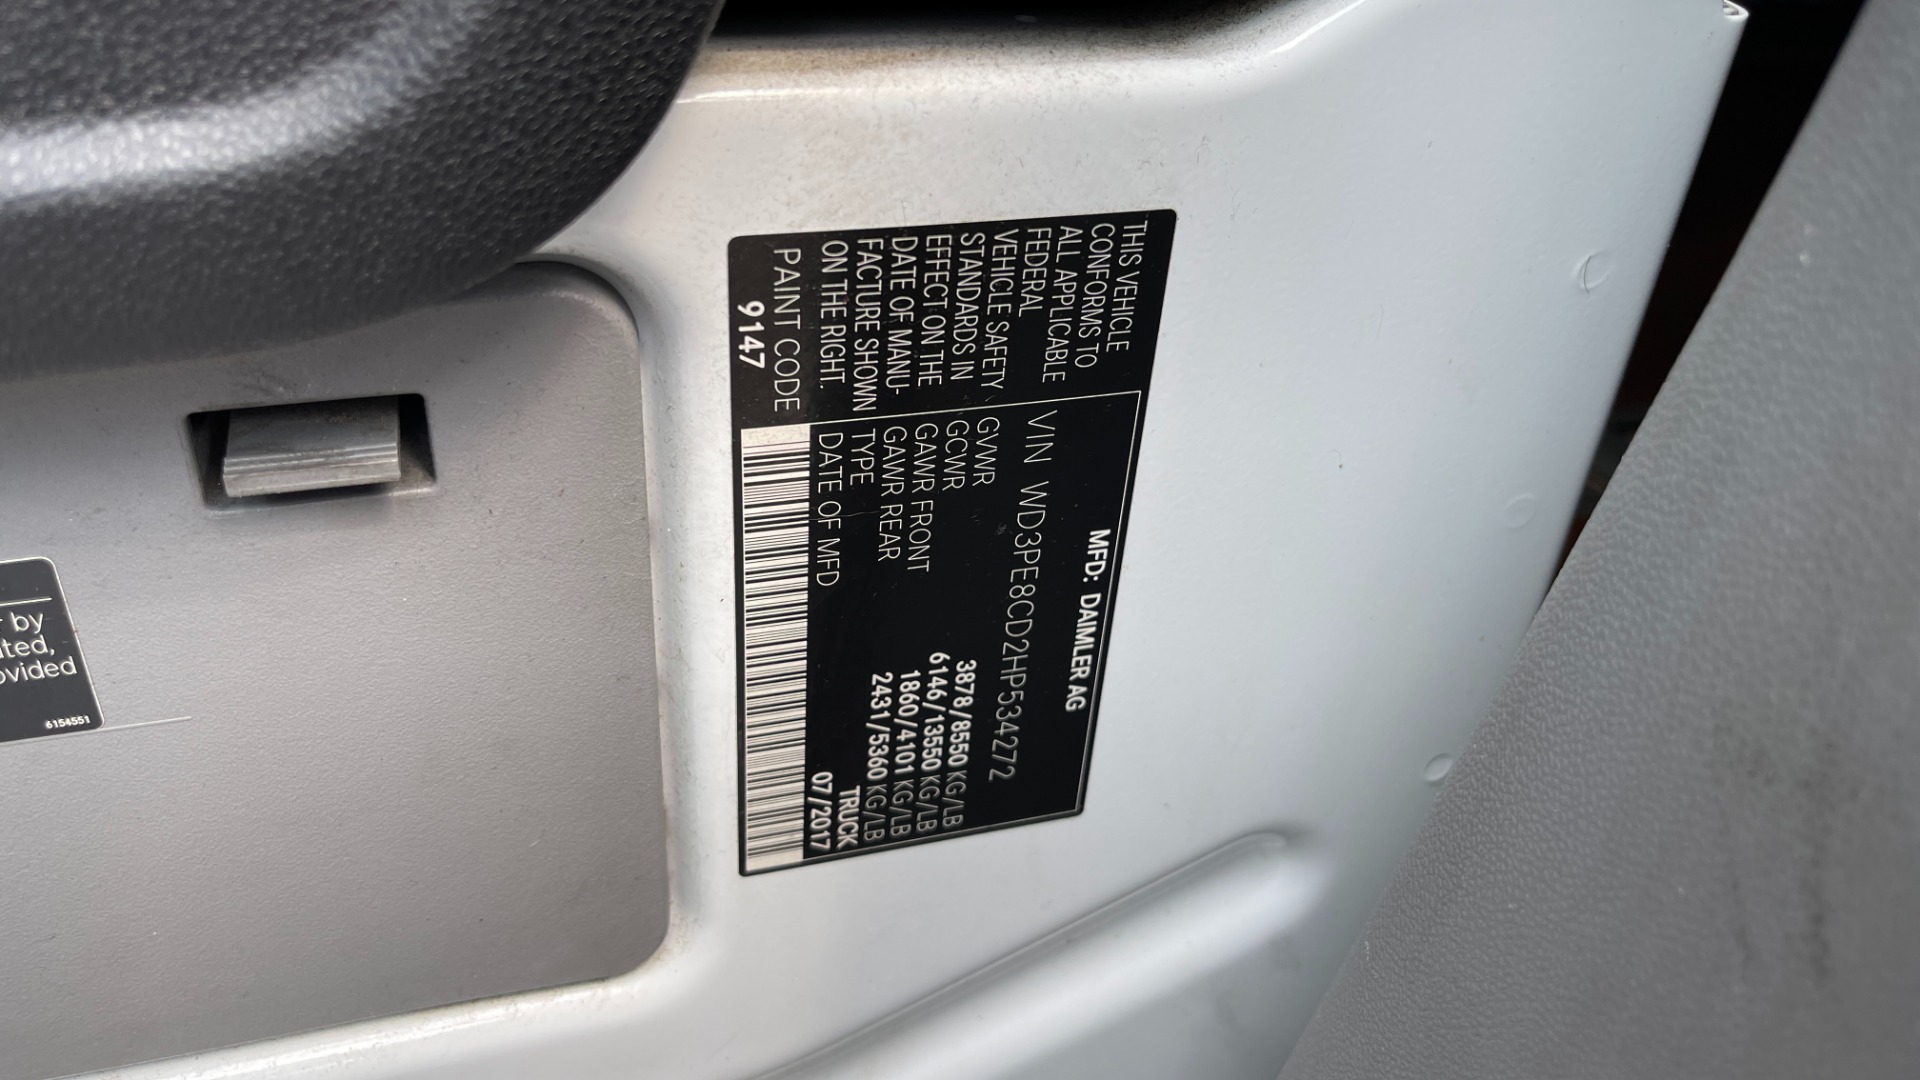 THIS VEHICLE
CONFORMS TO
ALL APPLICABLE
FEDERAL
VEHICLE SAFETY
STANDARDS IN
EFFECT ON THE
DATE OF MANU-
FACTURE SHOWN
ON THE RIGHT.
PAINT CODE
9147
MFD: DAIMLER AG
VIN WD3PE8CD2HP534272
GVWR 3878/8550 KG/LB
GCWR 6146/13550 KG/LB
GAWR FRONT 1860/4101 KG/LB
GAWR REAR 2431/5360 KG/LB
TYPE TRUCK
DATE OF MFD 07/2017
by
ted,
ovided
6154551